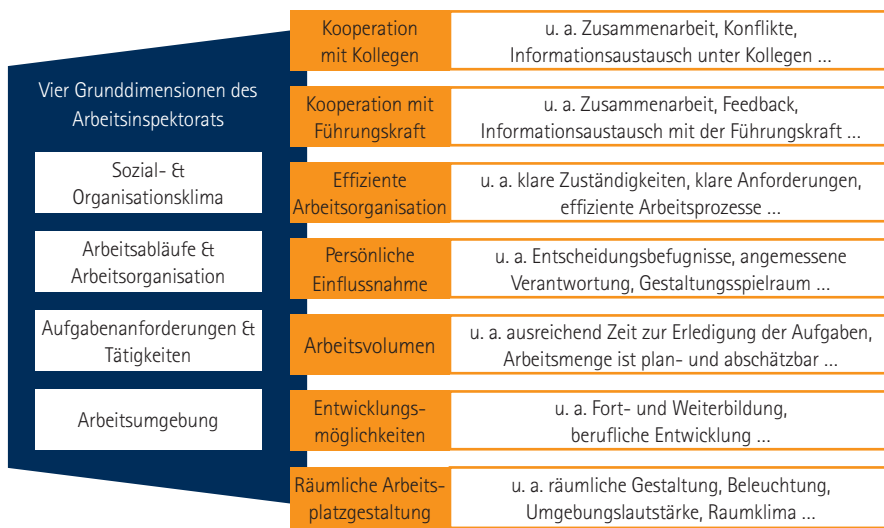 Vier Grunddimensionen des
Arbeitsinspektorats
Sozial- &
Organisationsklima
Arbeitsabläufe &
Arbeitsorganisation
Aufgabenanforderungen &
Tätigkeiten
Arbeitsumgebung
Kooperation
mit Kollegen
u. a. Zusammenarbeit, Konflikte,
Informationsaustausch unter Kollegen ...
Kooperation mit
Führungskraft
u. a. Zusammenarbeit, Feedback,
Informationsaustausch mit der Führungskraft ...
Effiziente
Arbeitsorganisation
u. a. klare Zuständigkeiten, klare Anforderungen,
effiziente Arbeitsprozesse ...
Persönliche
Einflussnahme
u. a. Entscheidungsbefugnisse, angemessene
Verantwortung, Gestaltungsspielraum ...
Arbeitsvolumen
u. a. ausreichend Zeit zur Erledigung der Aufgaben,
Arbeitsmenge ist plan- und abschätzbar ...
Entwicklungs-
möglichkeiten
u. a. Fort- und Weiterbildung,
berufliche Entwicklung ...
Räumliche Arbeits-
platzgestaltung
u. a. räumliche Gestaltung, Beleuchtung,
Umgebungslautstärke, Raumklima ...